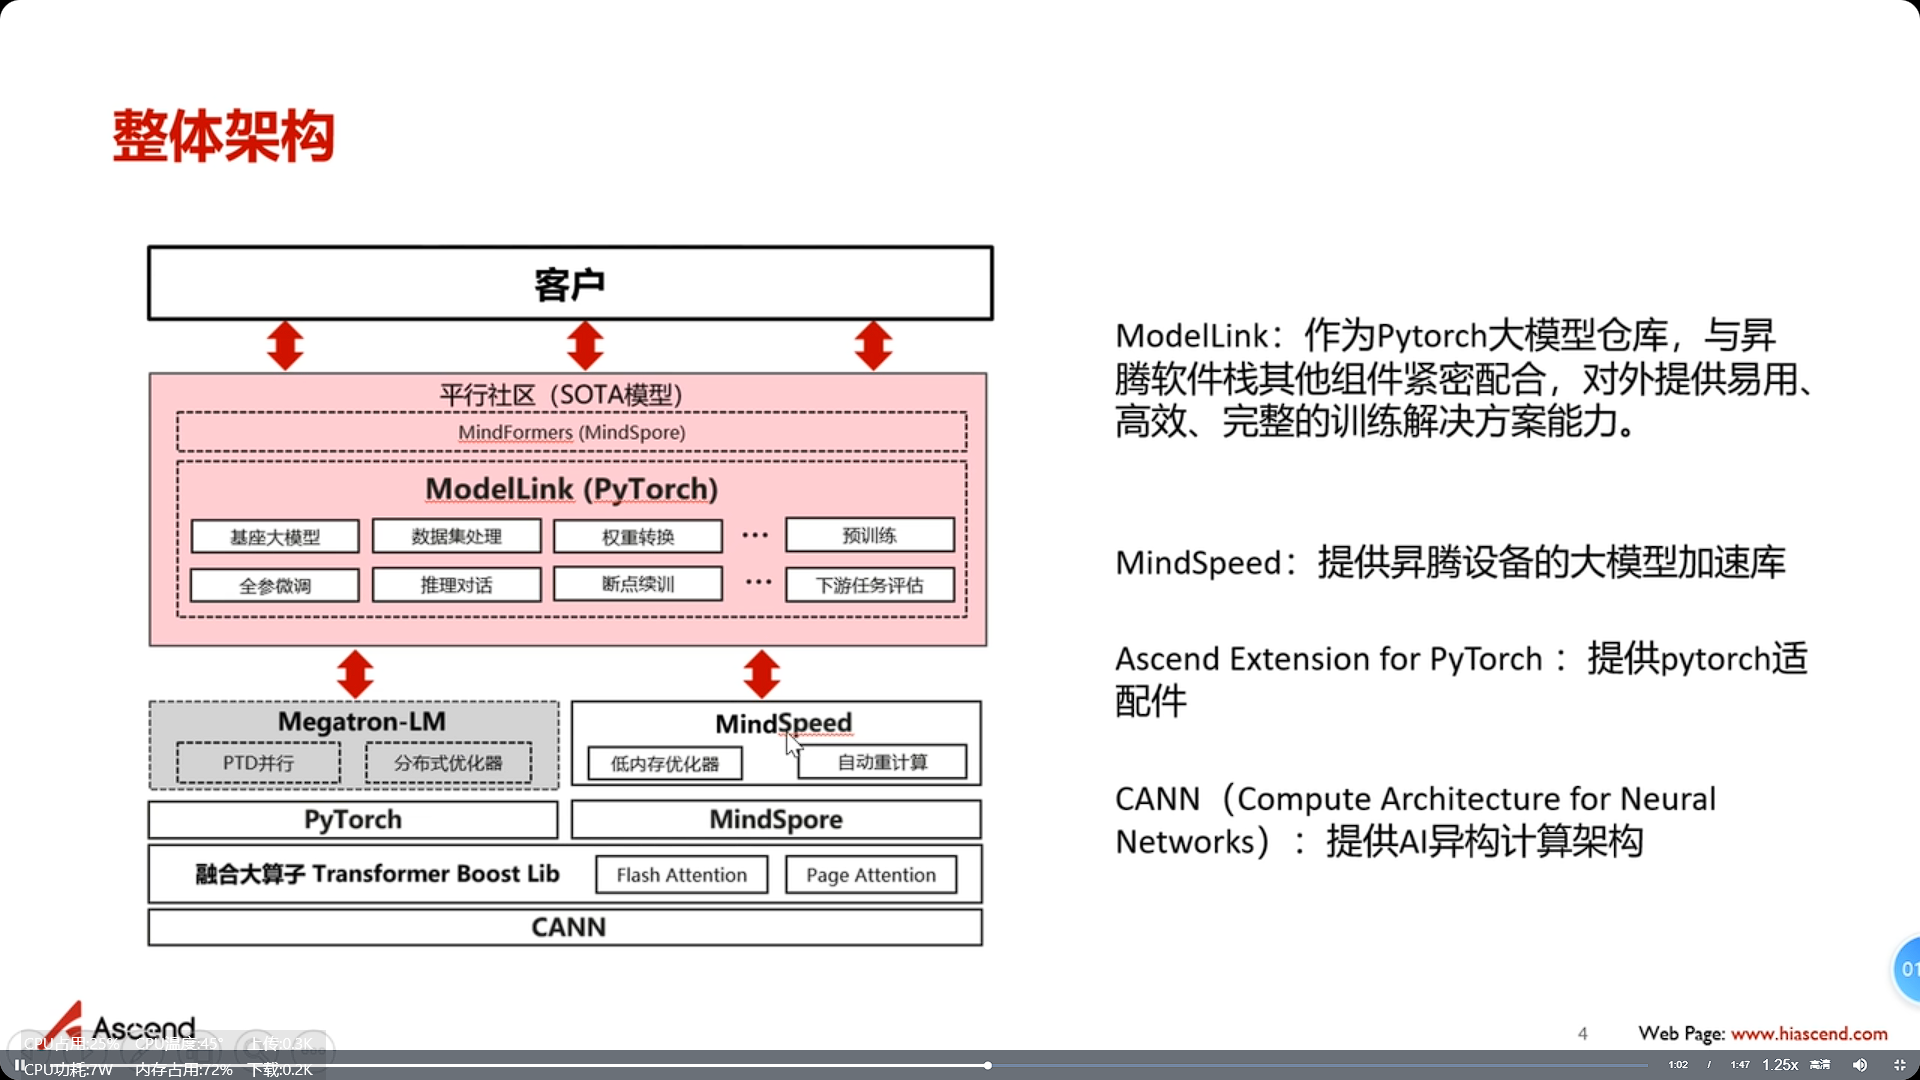 整体架构
客户
平行社区（SOTA模型）
MindFormers (MindSpore)
ModelLink (PyTorch)
基座大模型 数据集处理 权重转换 ··· 预训练
全参微调 推理对话 断点续训 ··· 下游任务评估
Megatron-LM
PTD并行 分布式优化器
MindSpeed
低内存优化器 自动重计算
PyTorch MindSpore
融合大算子 Transformer Boost Lib Flash Attention Page Attention
CANN
ModelLink：作为Pytorch大模型仓库，与昇
腾软件栈其他组件紧密配合，对外提供易用、
高效、完整的训练解决方案能力。
MindSpeed：提供昇腾设备的大模型加速库
Ascend Extension for PyTorch ：提供pytorch适
配件
CANN（Compute Architecture for Neural
Networks）：提供AI异构计算架构
01
Ascend
4 Web Page: www.hiascend.com
CPU占用:25% CPU温度:45° 上传:0.3K
CPU功耗:7W 内存占用:72% 下载:0.2K
1:02 / 1:47 1.25x 高清